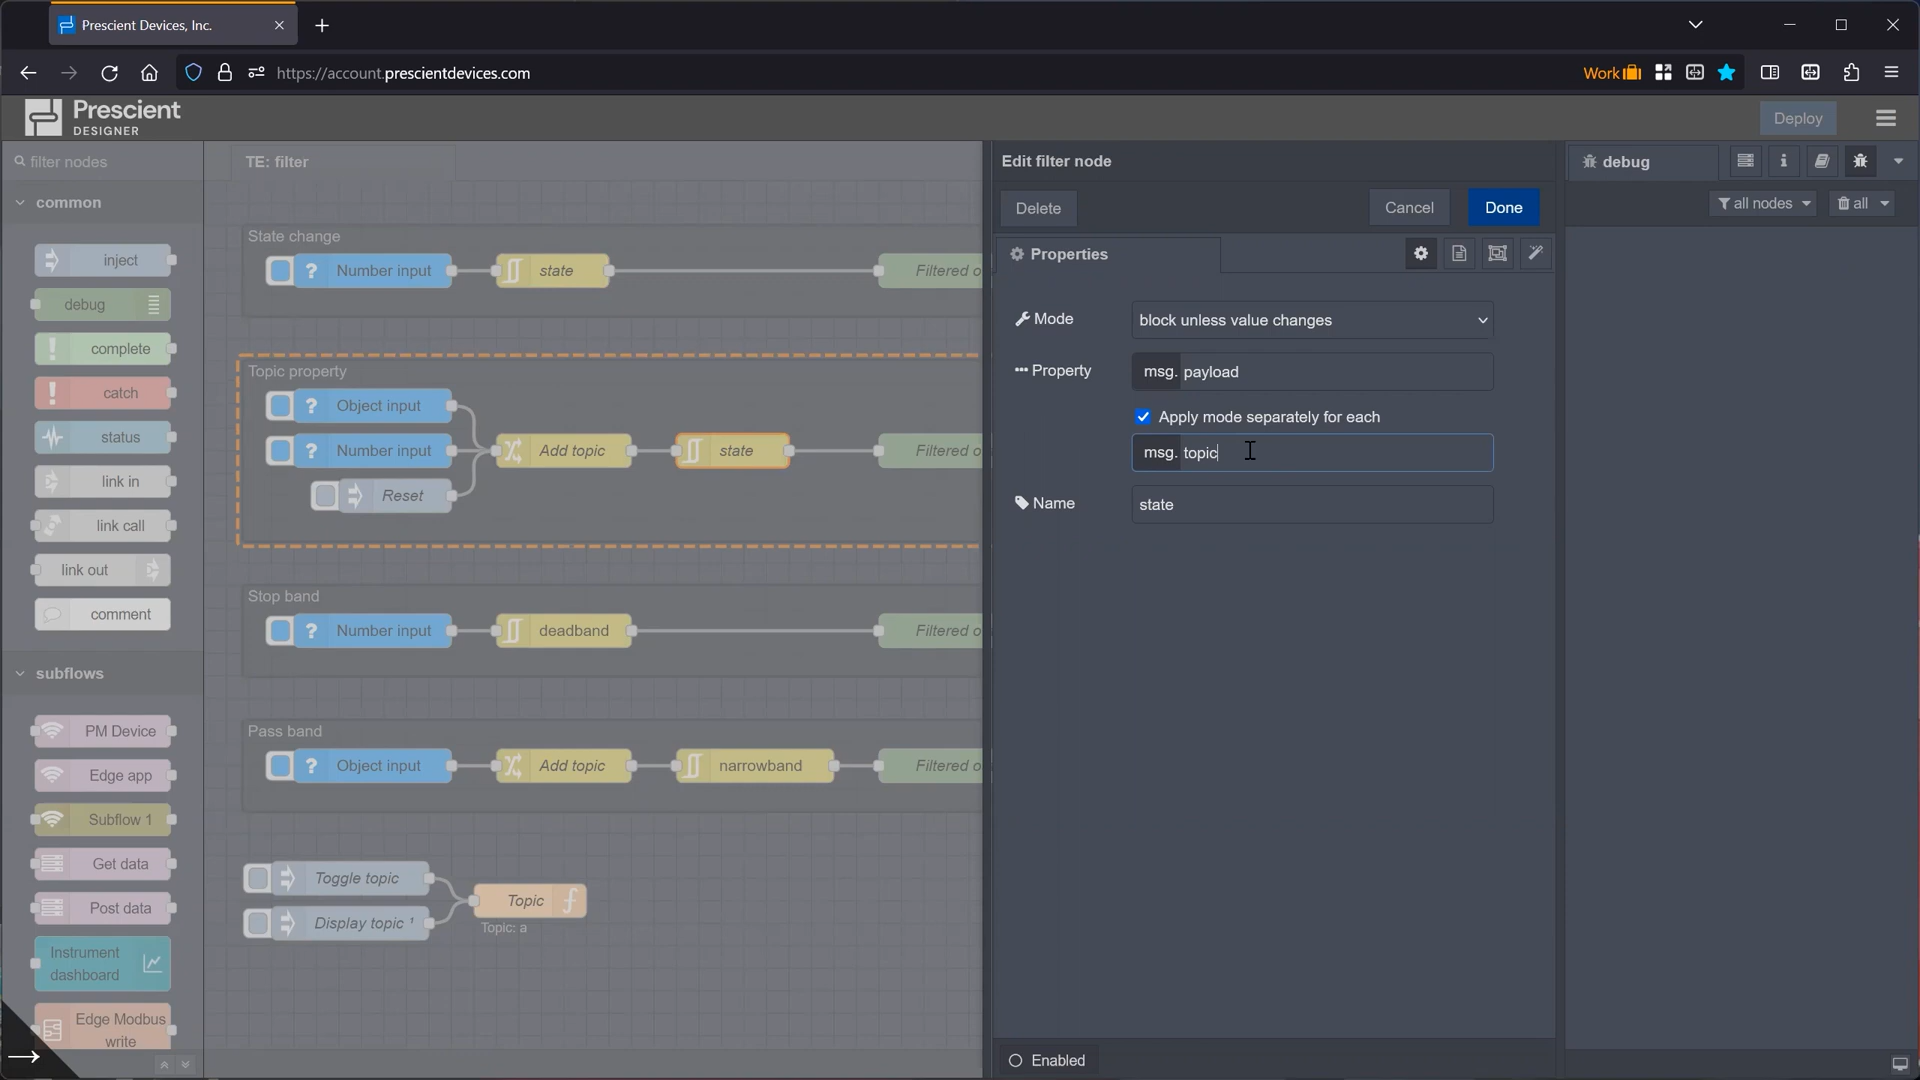 Prescient Devices, Inc.
https://account.prescientdevices.com
Work
Prescient
DESIGNER
Deploy
filter nodes
common
inject
debug
complete
catch
status
link in
link call
link out
comment
subflows
PM Device
Edge app
Subflow 1
Get data
Post data
Instrument
dashboard
Edge Modbus
write
TE: filter
State change
? Number input
state
Filtered o
Topic property
? Object input
? Number input
Reset
Add topic
state
Filtered o
Stop band
? Number input
deadband
Filtered o
Pass band
? Object input
Add topic
narrowband
Filtered o
Toggle topic
Display topic ¹
Topic
Topic: a
Edit filter node
Delete
Cancel
Done
Properties
Mode
block unless value changes
Property
msg. payload
Apply mode separately for each
msg. topic
Name
state
Enabled
debug
all nodes
all